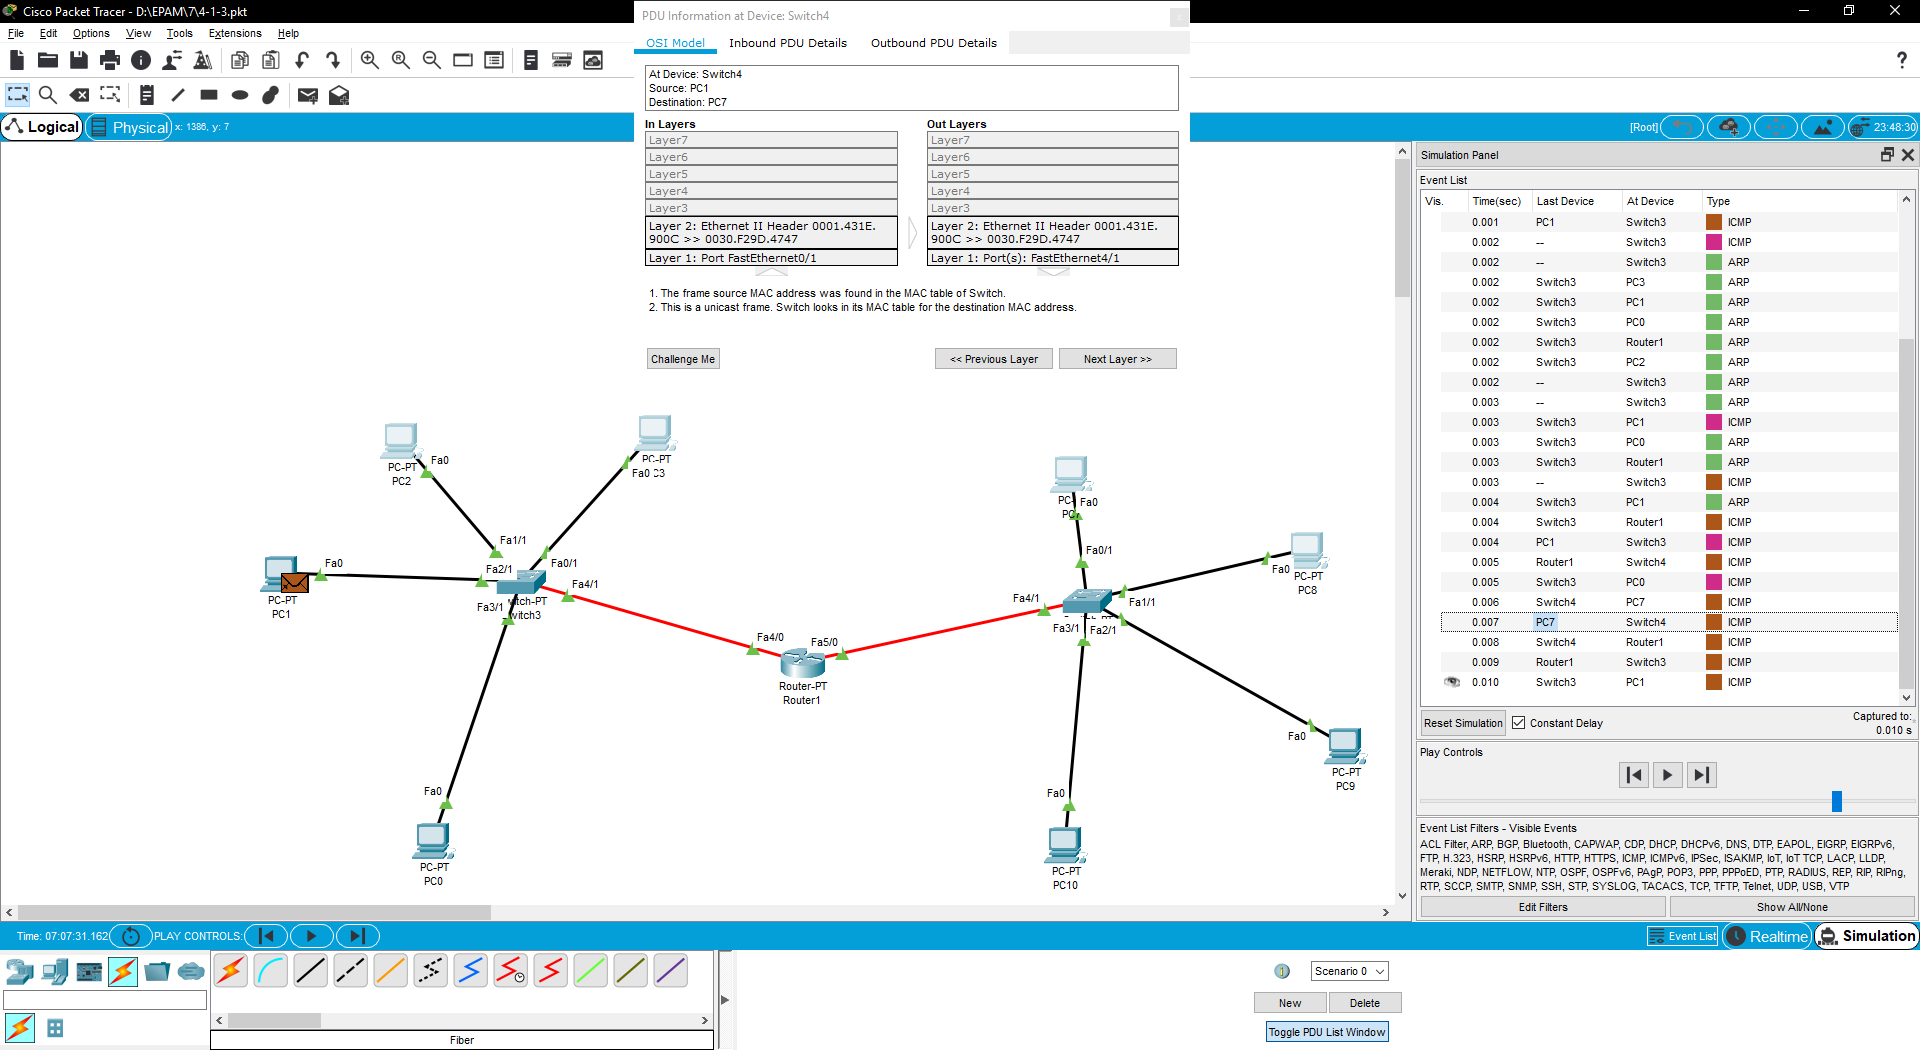 Cisco Packet Tracer - D:\EPAM\7\4-1-3.pkt
File Edit Options View Tools Extensions Help
Logical Physical x: 1386, y: 7
[Root] 23:48:30
PDU Information at Device: Switch4
OSI Model Inbound PDU Details Outbound PDU Details
At Device: Switch4
Source: PC1
Destination: PC7
In Layers
Layer7
Layer6
Layer5
Layer4
Layer3
Layer 2: Ethernet II Header 0001.431E.
900C >> 0030.F29D.4747
Layer 1: Port FastEthernet0/1
Out Layers
Layer7
Layer6
Layer5
Layer4
Layer3
Layer 2: Ethernet II Header 0001.431E.
900C >> 0030.F29D.4747
Layer 1: Port(s): FastEthernet4/1
1. The frame source MAC address was found in the MAC table of Switch.
2. This is a unicast frame. Switch looks in its MAC table for the destination MAC address.
Challenge Me << Previous Layer Next Layer >>
PC-PT
PC2
Fa0
PC-PT
C3
Fa0
Fa1/1
Fa0/1
Fa0
Fa2/1
Fa4/1
PC-PT
PC1
Fa3/1
itch-PT
witch3
Fa4/0
Fa5/0
Router-PT
Router1
Fa0
PC-PT
PC0
PC-
Fa0
Fa0/1
Fa0
PC-PT
PC8
Fa4/1
Fa1/1
Fa3/1
Fa2/1
Fa0
PC-PT
PC9
Fa0
PC-PT
PC10
Simulation Panel
Event List
Vis. Time(sec) Last Device At Device Type
0.001 PC1 Switch3 ICMP
0.002 -- Switch3 ICMP
0.002 -- Switch3 ARP
0.002 Switch3 PC3 ARP
0.002 Switch3 PC1 ARP
0.002 Switch3 PC0 ARP
0.002 Switch3 Router1 ARP
0.002 Switch3 PC2 ARP
0.002 -- Switch3 ARP
0.003 -- Switch3 ARP
0.003 Switch3 PC1 ICMP
0.003 Switch3 PC0 ARP
0.003 Switch3 Router1 ARP
0.003 -- Switch3 ICMP
0.004 Switch3 PC1 ARP
0.004 Switch3 Router1 ICMP
0.004 PC1 Switch3 ICMP
0.005 Router1 Switch4 ICMP
0.005 Switch3 PC0 ICMP
0.006 Switch4 PC7 ICMP
0.007 PC7 Switch4 ICMP
0.008 Switch4 Router1 ICMP
0.009 Router1 Switch3 ICMP
0.010 Switch3 PC1 ICMP
Reset Simulation Constant Delay
Captured to:
0.010 s
Play Controls
Event List Filters - Visible Events
ACL Filter, ARP, BGP, Bluetooth, CAPWAP, CDP, DHCP, DHCPv6, DNS, DTP, EAPOL, EIGRP, EIGRPv6,
FTP, H.323, HSRP, HSRPv6, HTTP, HTTPS, ICMP, ICMPv6, IPSec, ISAKMP, IoT, IoT TCP, LACP, LLDP,
Meraki, NDP, NETFLOW, NTP, OSPF, OSPFv6, PAgP, POP3, PPP, PPPoED, PTP, RADIUS, REP, RIP, RIPng,
RTP, SCCP, SMTP, SNMP, SSH, STP, SYSLOG, TACACS, TCP, TFTP, Telnet, UDP, USB, VTP
Edit Filters Show All/None
Time: 07:07:31.162 PLAY CONTROLS: Event List Realtime Simulation
Scenario 0
New Delete
Toggle PDU List Window
Fiber